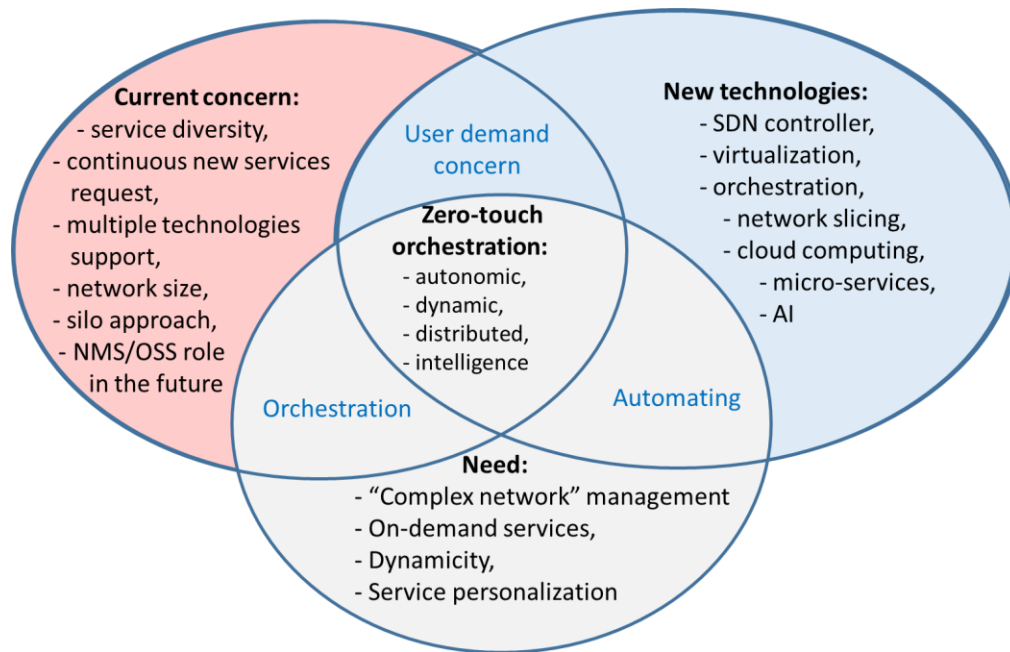 Current concern:
- service diversity,
- continuous new services
request,
- multiple technologies
support,
- network size,
- silo approach,
- NMS/OSS role
in the future
User demand
concern
New technologies:
- SDN controller,
- virtualization,
- orchestration,
- network slicing,
- cloud computing,
- micro-services,
- AI
Zero-touch
orchestration:
- autonomic,
- dynamic,
- distributed,
- intelligence
Orchestration
Automating
Need:
- “Complex network” management
- On-demand services,
- Dynamicity,
- Service personalization